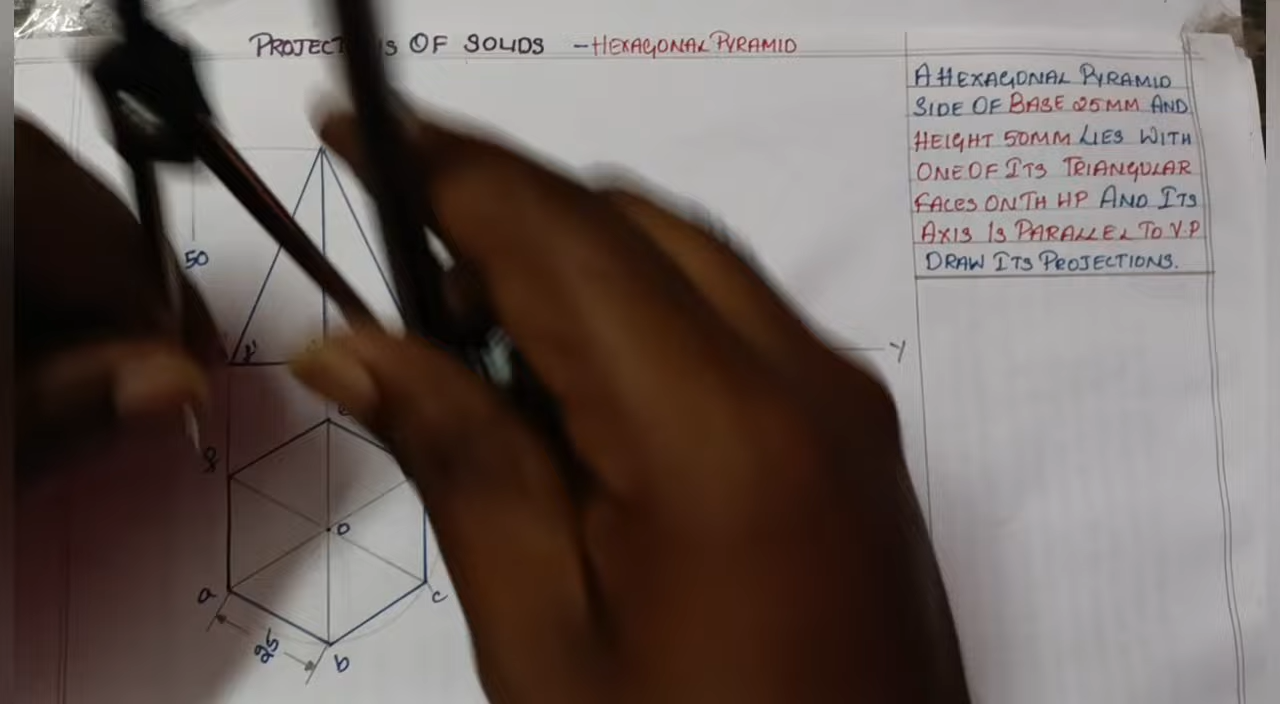 PROJEC S OF SOLIDS - HEXAGONAL PYRAMID
A HEXAGONAL PYRAMID
SIDE OF BASE 25MM AND
HEIGHT 50MM LIES WITH
ONE OF ITS TRIANGULAR
FACES ON TH HP AND ITS
AXIS IS PARALLEL TO V.P
DRAW ITS PROJECTIONS.
50
f'
Y
e
f
o
a
c
25
b